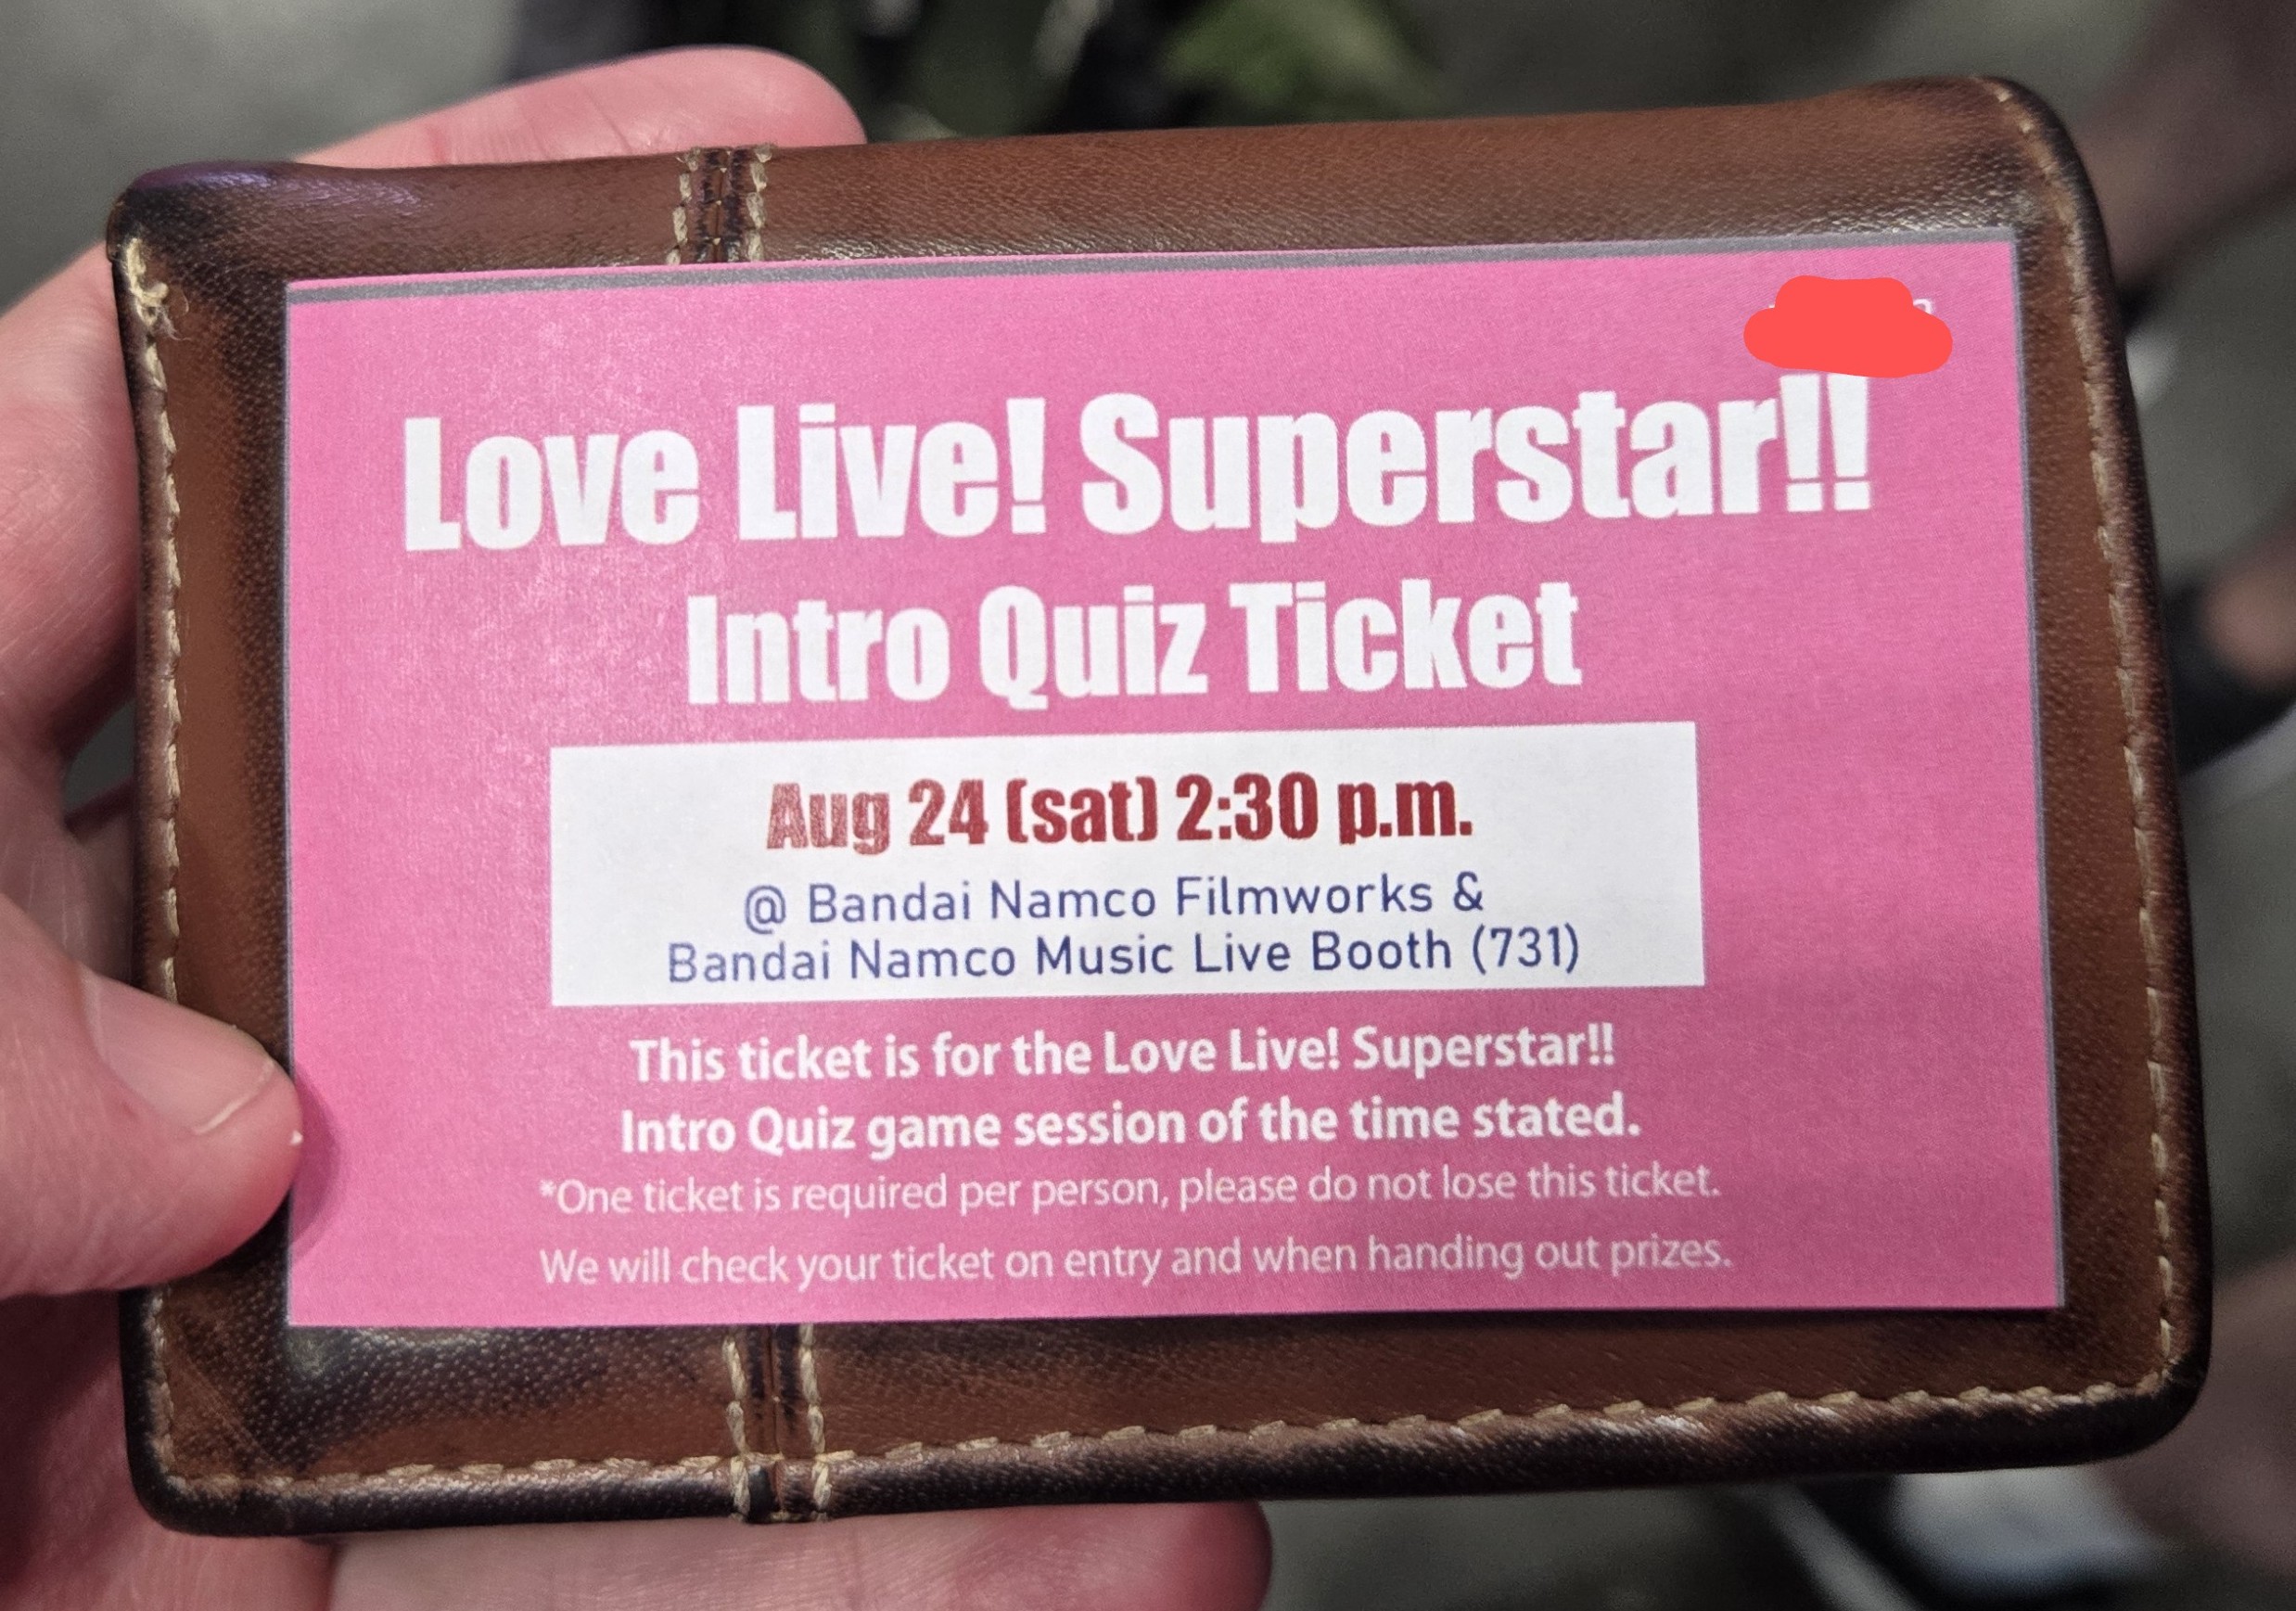 Love Live! Superstar!!
Intro Quiz Ticket
Aug 24 (sat) 2:30 p.m.
@ Bandai Namco Filmworks &
Bandai Namco Music Live Booth (731)
This ticket is for the Love Live! Superstar!!
Intro Quiz game session of the time stated.
*One ticket is required per person, please do not lose this ticket.
We will check your ticket on entry and when handing out prizes.